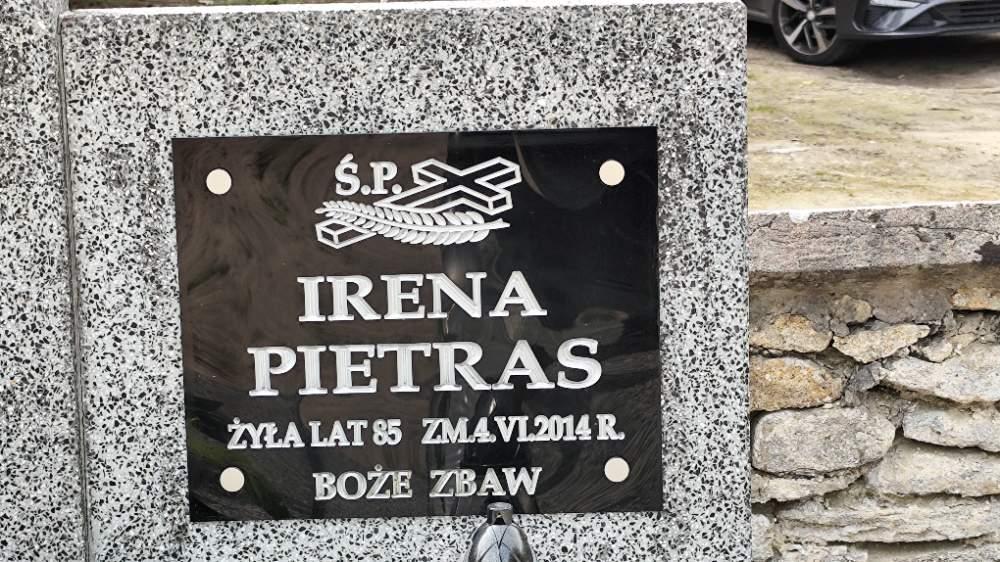 Ś.P.
IRENA
PIETRAS
ŻYŁA LAT 85 ZM.4.VI.2014 R.
BOŻE ZBAW